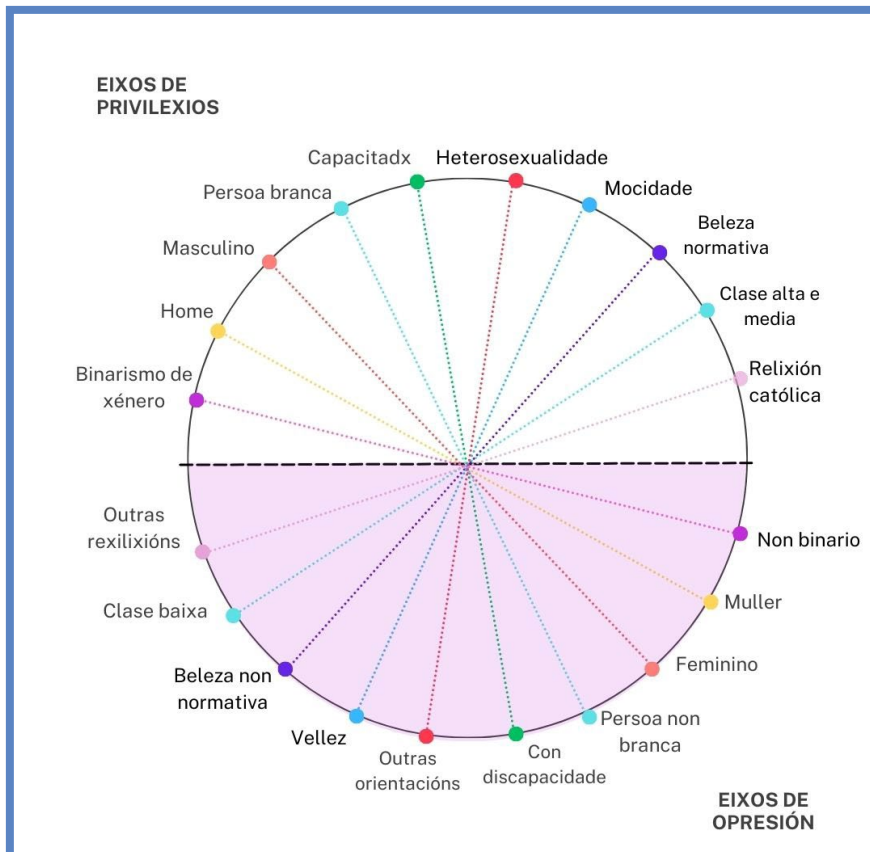 EIXOS DE
PRIVILEXIOS
Capacitadx
Heterosexualidade
Persoa branca
Mocidade
Masculino
Beleza
normativa
Home
Clase alta e
media
Binarismo de
xénero
Relixión
católica
Outras
rexilixións
Non binario
Clase baixa
Muller
Beleza non
normativa
Feminino
Vellez
Persoa non
branca
Outras
orientacións
Con
discapacidade
EIXOS DE
OPRESIÓN